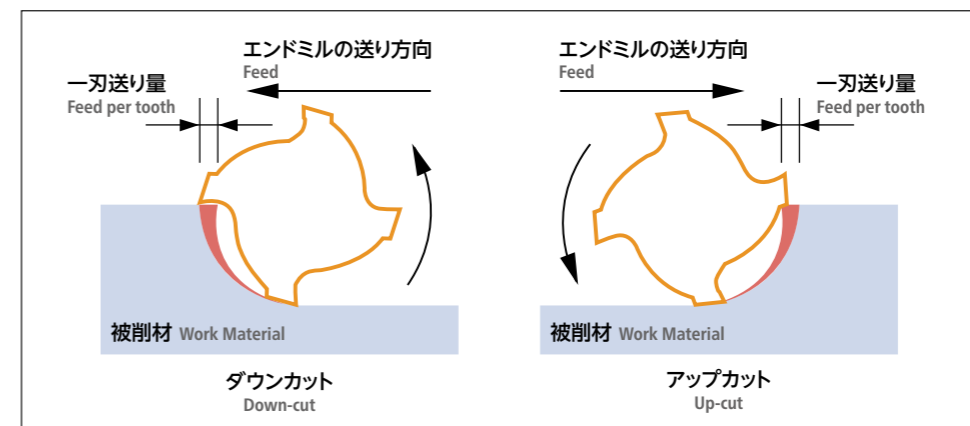 エンドミルの送り方向
Feed
一刃送り量
Feed per tooth
被削材 Work Material
ダウンカット
Down-cut
エンドミルの送り方向
Feed
一刃送り量
Feed per tooth
被削材 Work Material
アップカット
Up-cut